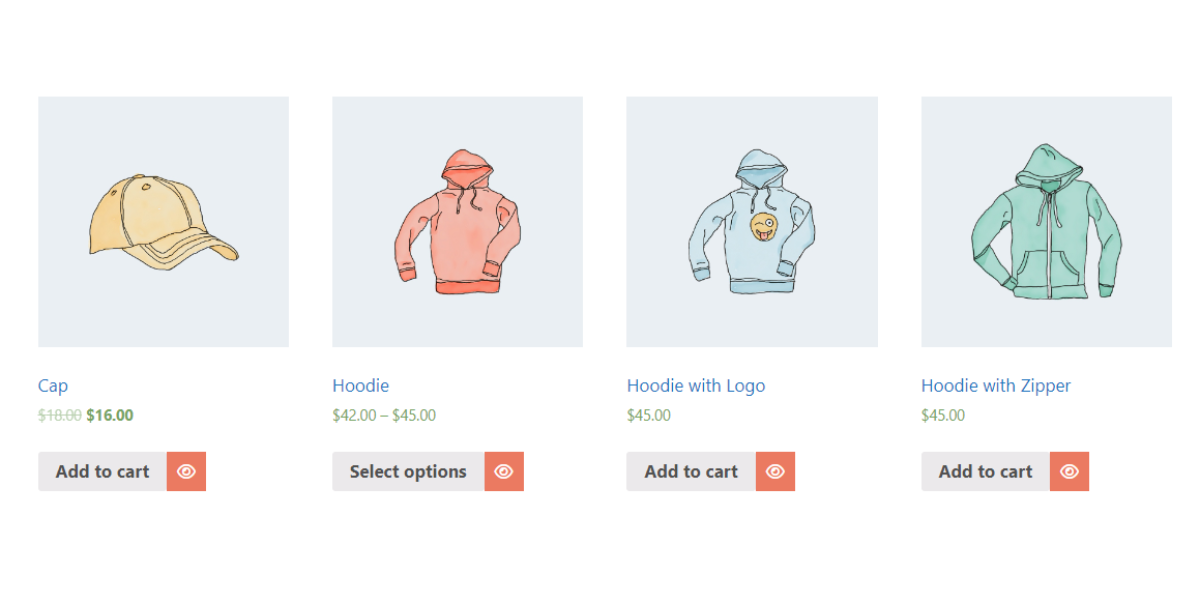 Cap
$18.00 $16.00
Add to cart
Hoodie
$42.00 – $45.00
Select options
Hoodie with Logo
$45.00
Add to cart
Hoodie with Zipper
$45.00
Add to cart